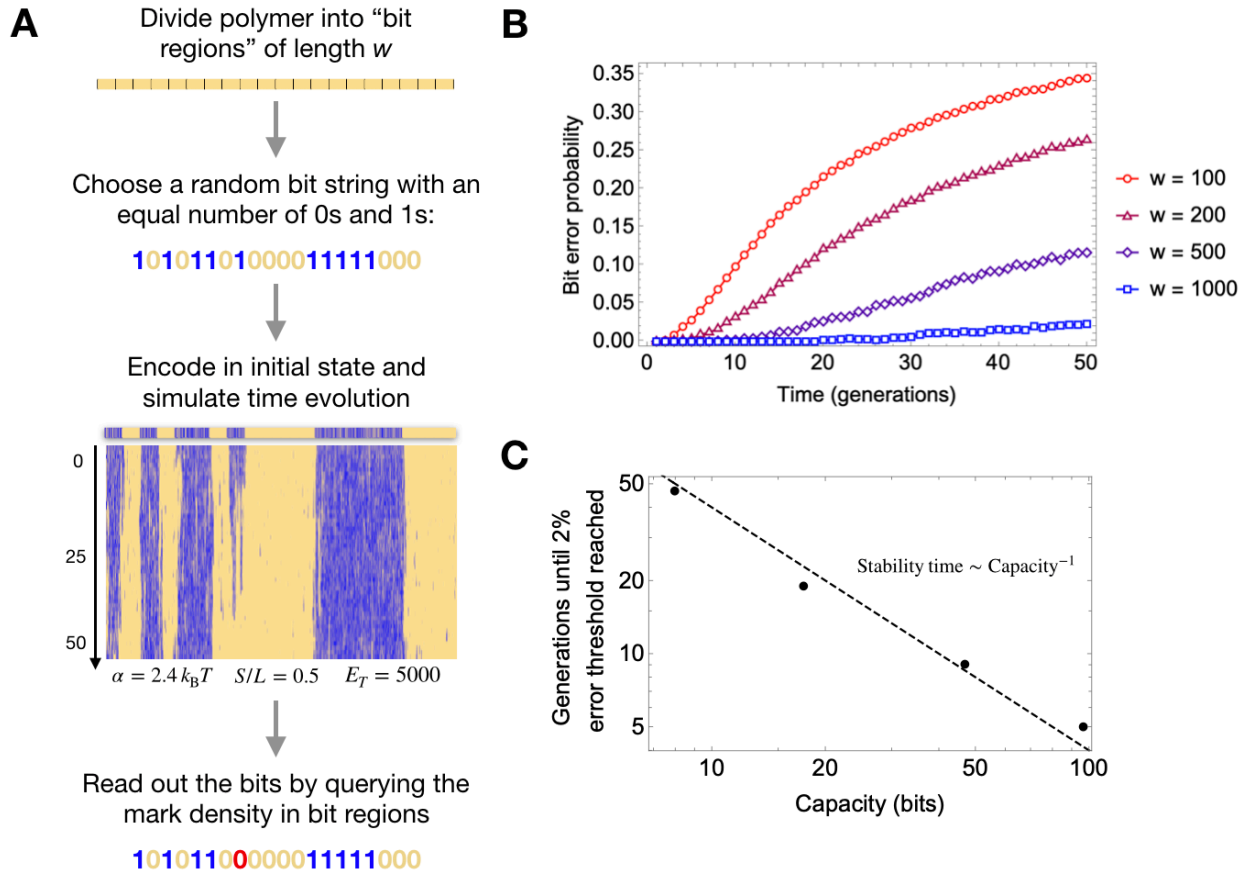 A
Divide polymer into “bit
regions” of length w
Choose a random bit string with an
equal number of 0s and 1s:
10101101000011111000
Encode in initial state and
simulate time evolution
0
25
50
α = 2.4 k_BT S/L = 0.5 E_T = 5000
Read out the bits by querying the
mark density in bit regions
10101100000011111000
B
Bit error probability
0.35
0.30
0.25
0.20
0.15
0.10
0.05
0.00
0 10 20 30 40 50
Time (generations)
w = 100
w = 200
w = 500
w = 1000
C
Generations until 2%
error threshold reached
50
20
10
5
Stability time ~ Capacity⁻¹
10 20 50 100
Capacity (bits)